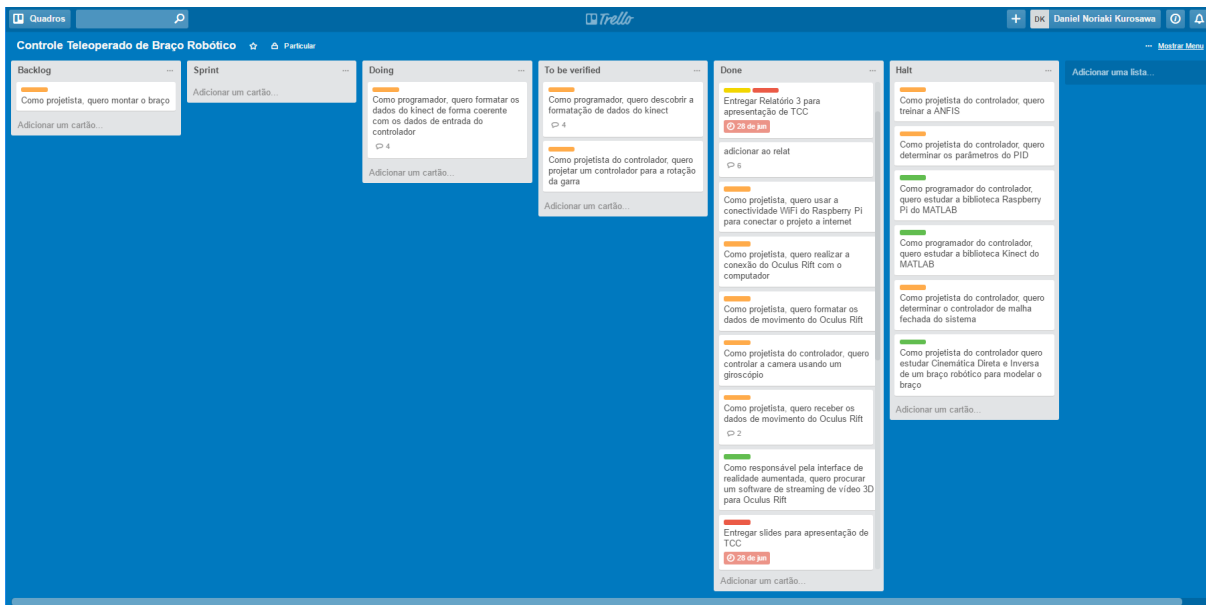 Quadros
Trello
DK Daniel Noriaki Kurosawa
Controle Teleoperado de Braço Robótico
Particular
... Mostrar Menu
Backlog ...
Como projetista, quero montar o braço
Adicionar um cartão...
Sprint ...
Adicionar um cartão...
Doing ...
Como programador, quero formatar os
dados do kinect de forma coerente
com os dados de entrada do
controlador
4
Adicionar um cartão...
To be verified ...
Como programador, quero descobrir a
formatação de dados do kinect
4
Como projetista do controlador, quero
projetar um controlador para a rotação
da garra
Adicionar um cartão...
Done ...
Entregar Relatório 3 para
apresentação de TCC
28 de jun
adicionar ao relat
6
Como projetista, quero usar a
conectividade WiFi do Raspberry Pi
para conectar o projeto a internet
Como projetista, quero realizar a
conexão do Oculus Rift com o
computador
Como projetista, quero formatar os
dados de movimento do Oculus Rift
Como projetista do controlador, quero
controlar a camera usando um
giroscópio
Como projetista, quero receber os
dados de movimento do Oculus Rift
2
Como responsável pela interface de
realidade aumentada, quero procurar
um software de streaming de vídeo 3D
para Oculus Rift
Entregar slides para apresentação de
TCC
28 de jun
Adicionar um cartão...
Halt ...
Como projetista do controlador, quero
treinar a ANFIS
Como projetista do controlador, quero
determinar os parâmetros do PID
Como programador do controlador,
quero estudar a biblioteca Raspberry
Pi do MATLAB
Como programador do controlador,
quero estudar a biblioteca Kinect do
MATLAB
Como projetista do controlador, quero
determinar o controlador de malha
fechada do sistema
Como projetista do controlador quero
estudar Cinemática Direta e Inversa
de um braço robótico para modelar o
braço
Adicionar um cartão...
Adicionar uma lista...